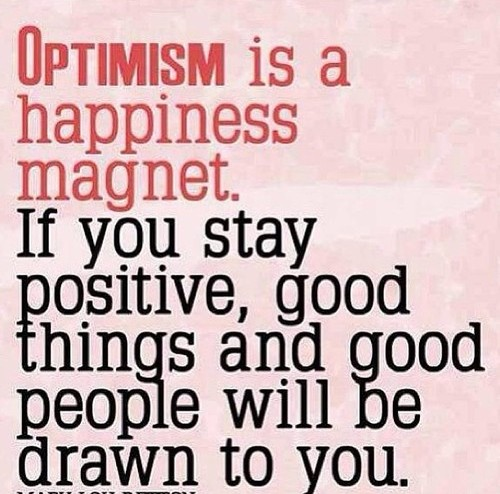 OPTIMISM is a
happiness
magnet.
If you stay
positive, good
things and good
people will be
drawn to you.